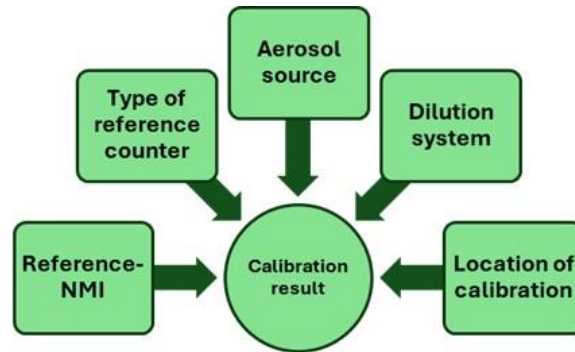 Aerosol
source
Type of
reference
counter
Dilution
system
Reference-
NMI
Calibration
result
Location of
calibration